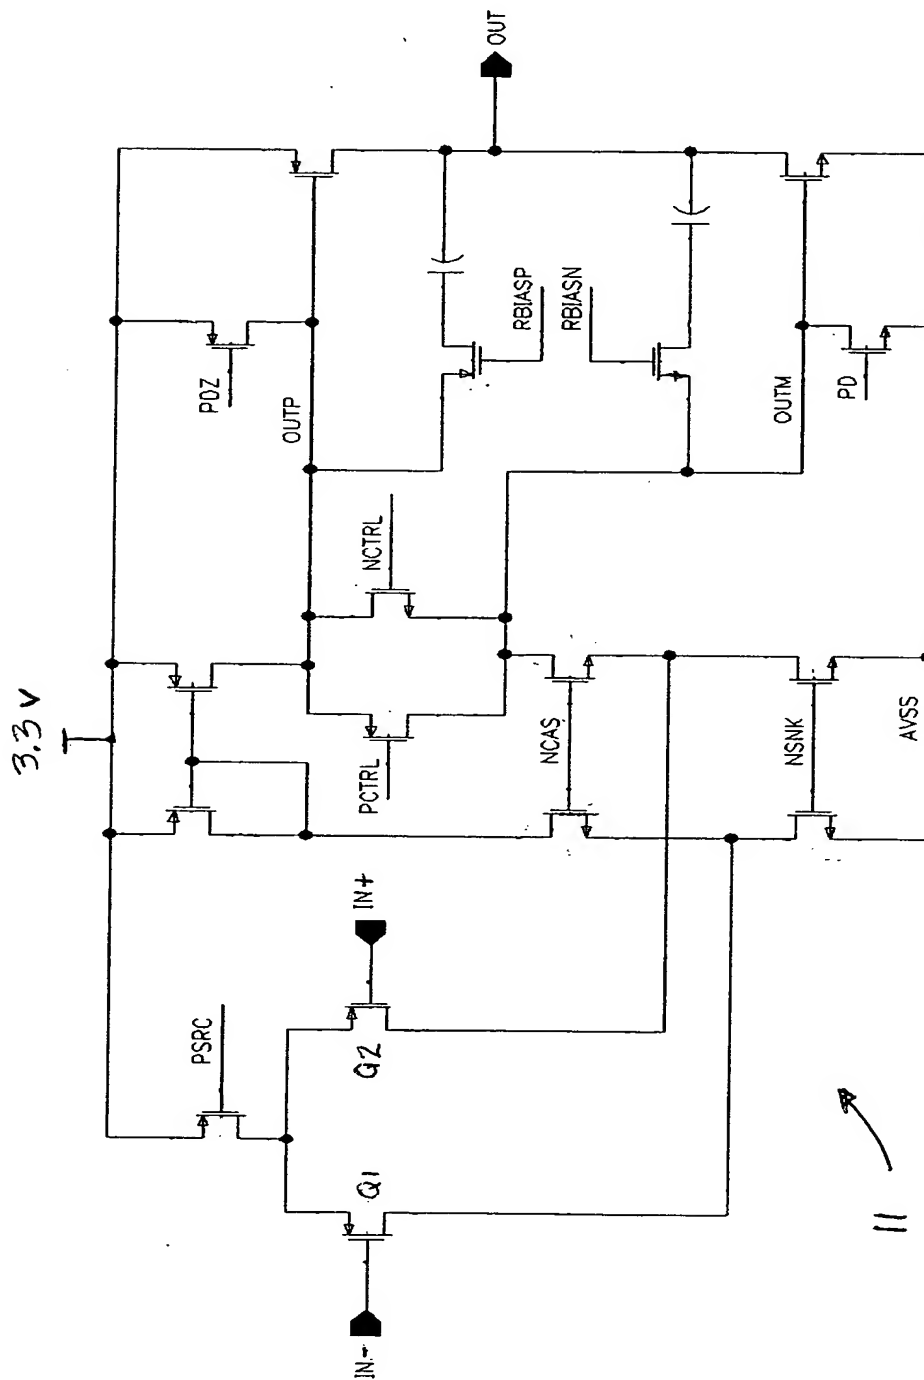 3.3 V
PSRC
IN-
Q1
Q2
IN+
PCTRL
NCTRL
NCAS
NSNK
AVSS
OUTP
PDZ
RBIASP
RBIASN
OUTM
PD
OUT
11